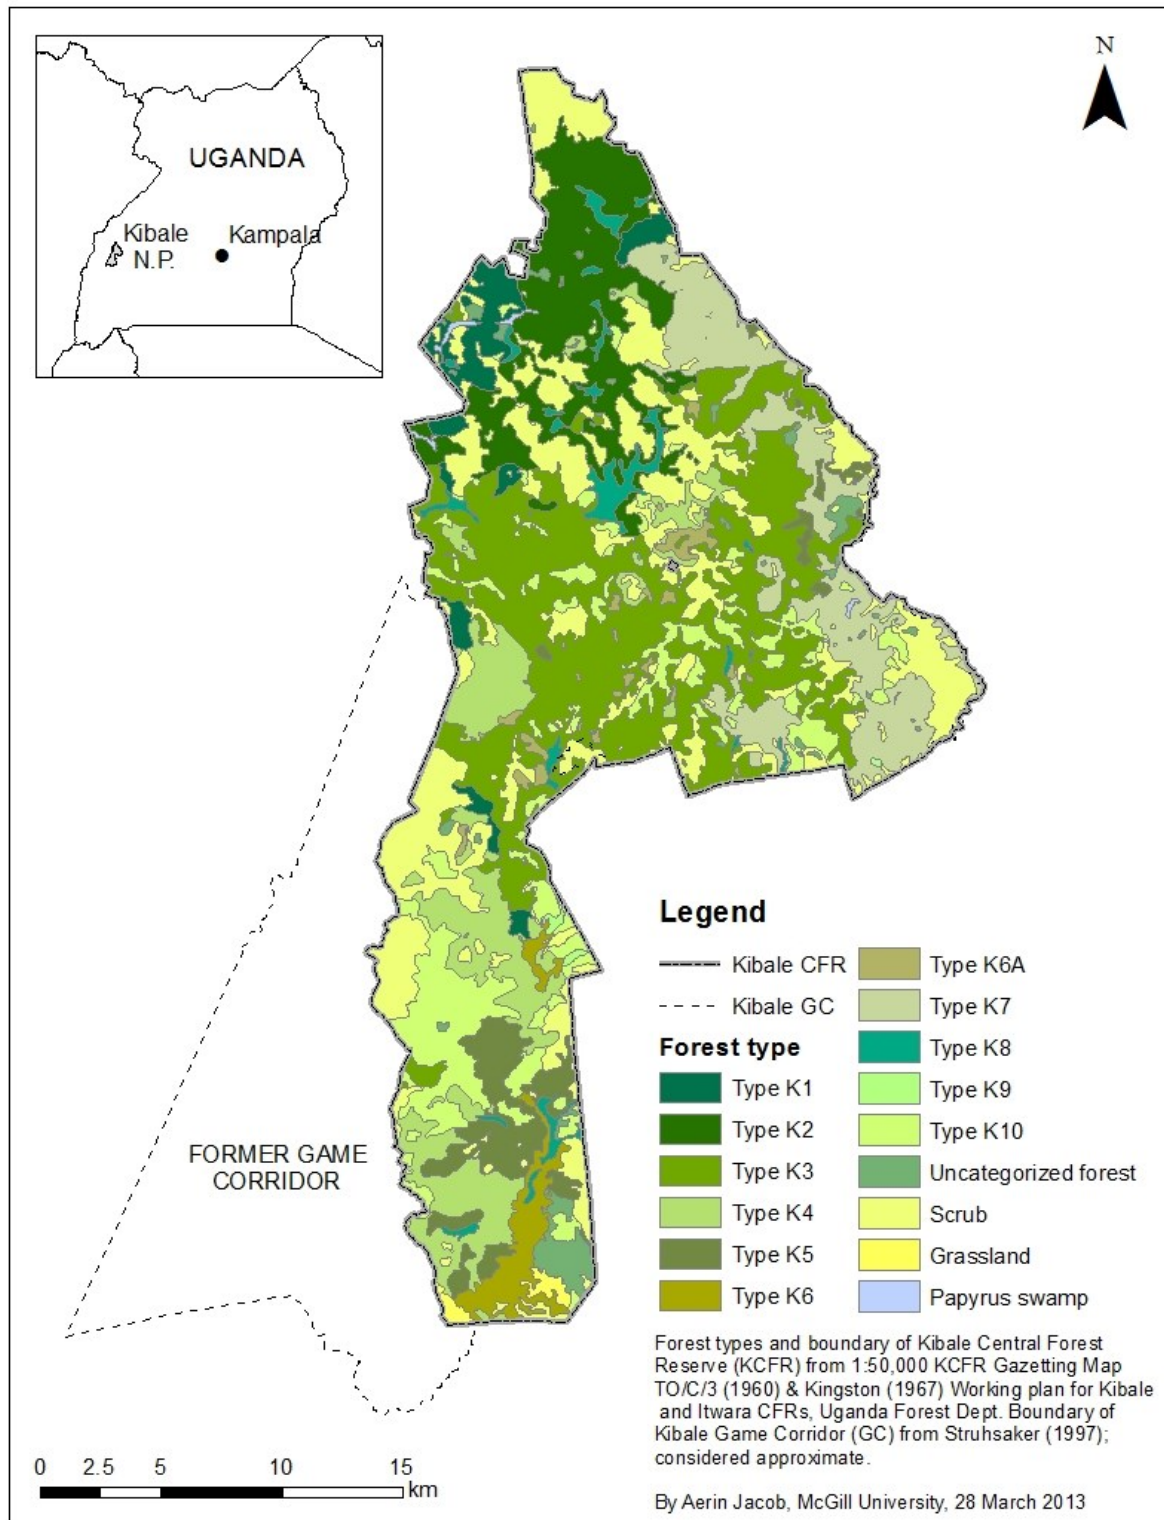 N
UGANDA
Kibale
N.P.
Kampala
Legend
Kibale CFR
Kibale GC
Forest type
Type K1
Type K2
Type K3
Type K4
Type K5
Type K6
Type K6A
Type K7
Type K8
Type K9
Type K10
Uncategorized forest
Scrub
Grassland
Papyrus swamp
FORMER GAME
CORRIDOR
Forest types and boundary of Kibale Central Forest
Reserve (KCFR) from 1:50,000 KCFR Gazetting Map
TO/C/3 (1960) & Kingston (1967) Working plan for Kibale
and Itwara CFRs, Uganda Forest Dept. Boundary of
Kibale Game Corridor (GC) from Struhsaker (1997);
considered approximate.
By Aerin Jacob, McGill University, 28 March 2013
0 2.5 5 10 15
km